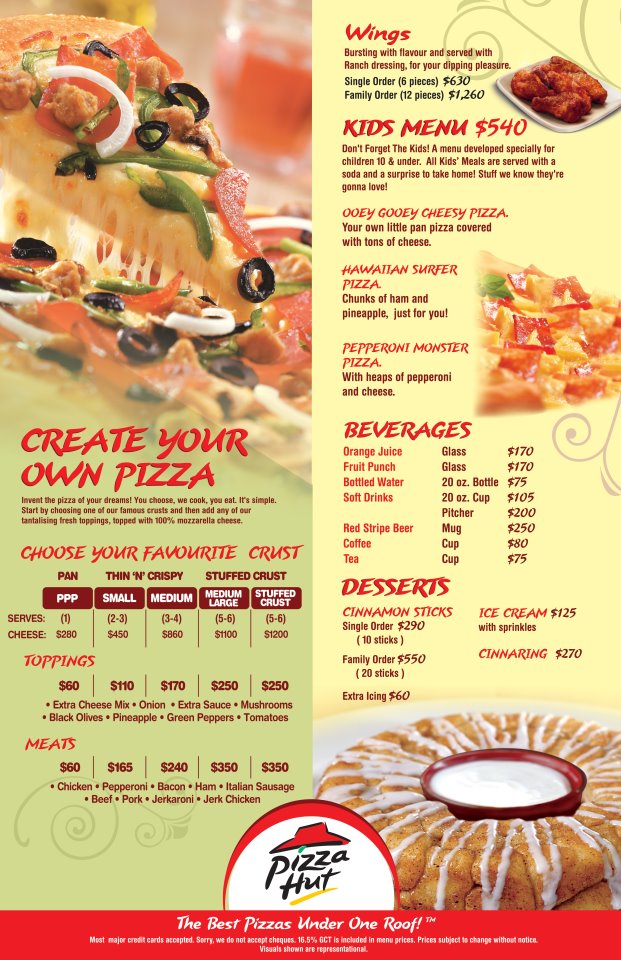 CREATE YOUR
OWN PIZZA
Invent the pizza of your dreams! You choose, we cook, you eat. It's simple.
Start by choosing one of our famous crusts and then add any of our
tantalising fresh toppings, topped with 100% mozzarella cheese.
CHOOSE YOUR FAVOURITE CRUST
PAN THIN 'N' CRISPY STUFFED CRUST
PPP SMALL MEDIUM MEDIUM LARGE STUFFED CRUST
SERVES: (1) (2-3) (3-4) (5-6) (5-6)
CHEESE: $280 $450 $860 $1100 $1200
TOPPINGS
$60 $110 $170 $250 $250
• Extra Cheese Mix • Onion • Extra Sauce • Mushrooms
• Black Olives • Pineapple • Green Peppers • Tomatoes
MEATS
$60 $165 $240 $350 $350
• Chicken • Pepperoni • Bacon • Ham • Italian Sausage
• Beef • Pork • Jerkaroni • Jerk Chicken
Wings
Bursting with flavour and served with
Ranch dressing, for your dipping pleasure.
Single Order (6 pieces) $630
Family Order (12 pieces) $1,260
KIDS MENU $540
Don't Forget The Kids! A menu developed specially for
children 10 & under. All Kids' Meals are served with a
soda and a surprise to take home! Stuff we know they're
gonna love!
OOEY GOOEY CHEESY PIZZA.
Your own little pan pizza covered
with tons of cheese.
HAWAIIAN SURFER
PIZZA.
Chunks of ham and
pineapple, just for you!
PEPPERONI MONSTER
PIZZA.
With heaps of pepperoni
and cheese.
BEVERAGES
Orange Juice Glass $170
Fruit Punch Glass $170
Bottled Water 20 oz. Bottle $75
Soft Drinks 20 oz. Cup $105
Pitcher $200
Red Stripe Beer Mug $250
Coffee Cup $80
Tea Cup $75
DESSERTS
CINNAMON STICKS
Single Order $290
( 10 sticks )
Family Order $550
( 20 sticks )
Extra Icing $60
ICE CREAM $125
with sprinkles
CINNARING $270
Pizza
Hut
The Best Pizzas Under One Roof! ™
Most major credit cards accepted. Sorry, we do not accept cheques. 16.5% GCT is included in menu prices. Prices subject to change without notice.
Visuals shown are representational.